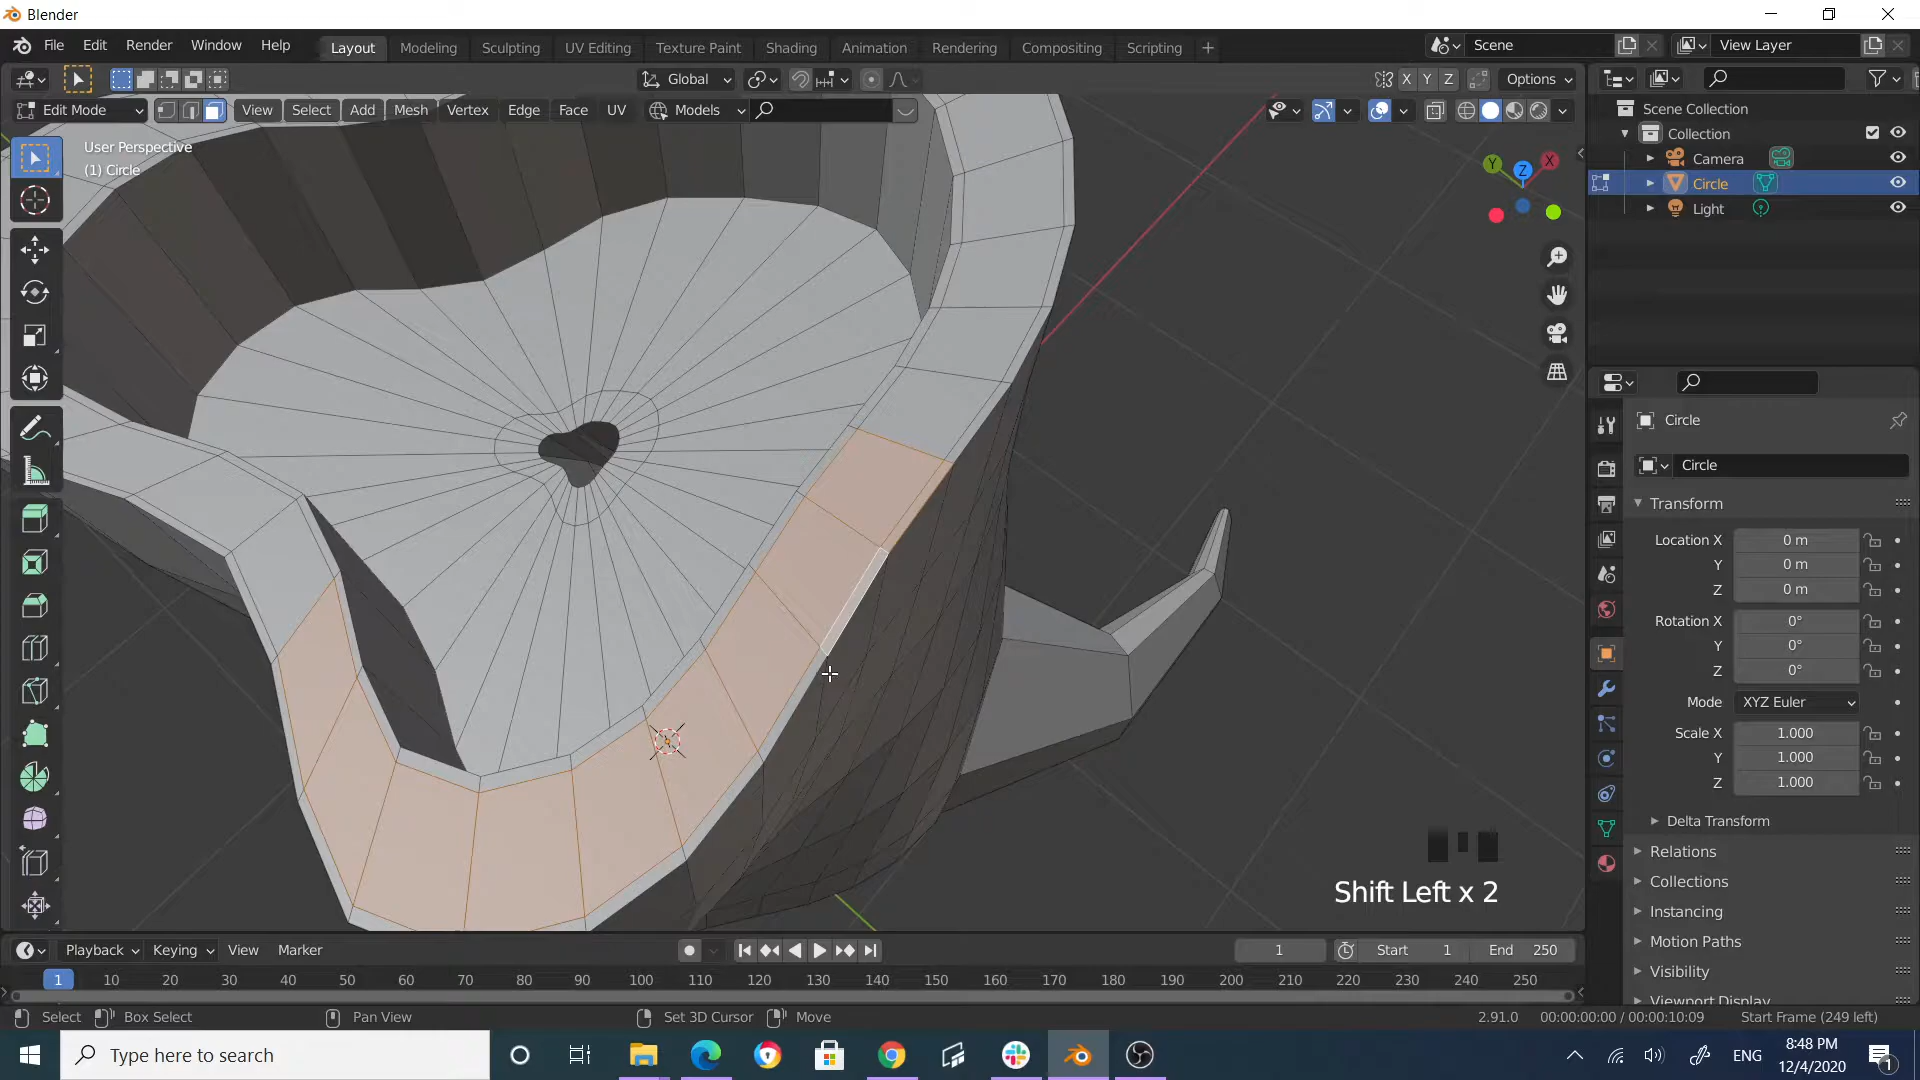 Blender
File Edit Render Window Help Layout Modeling Sculpting UV Editing Texture Paint Shading Animation Rendering Compositing Scripting + Scene View Layer
Global X Y Z Options
Edit Mode View Select Add Mesh Vertex Edge Face UV Models
User Perspective
(1) Circle
Y Z X
Scene Collection
Collection
Camera
Circle
Light
Circle
Circle
Transform
Location X 0 m
Y 0 m
Z 0 m
Rotation X 0°
Y 0°
Z 0°
Mode XYZ Euler
Scale X 1.000
Y 1.000
Z 1.000
Delta Transform
Relations
Collections
Instancing
Motion Paths
Visibility
Viewport Display
Shift Left x 2
Playback Keying View Marker 1 Start 1 End 250
1 10 20 30 40 50 60 70 80 90 100 110 120 130 140 150 160 170 180 190 200 210 220 230 240 250
Select Box Select Pan View Set 3D Cursor Move 2.91.0 00:00:00:00 / 00:00:10:09 Start Frame (249 left)
Type here to search ENG 8:48 PM
12/4/2020 1